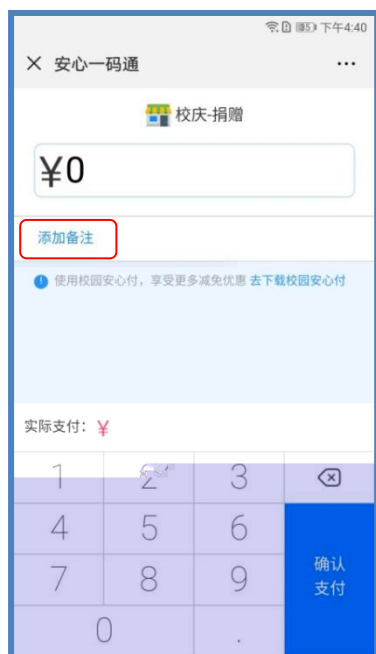 85 下午4:40
× 安心一码通 ...
校庆-捐赠
¥0
添加备注
使用校园安心付，享受更多减免优惠 去下载校园安心付
实际支付：¥
1 2 3
4 5 6
7 8 9
确认
支付
0 .